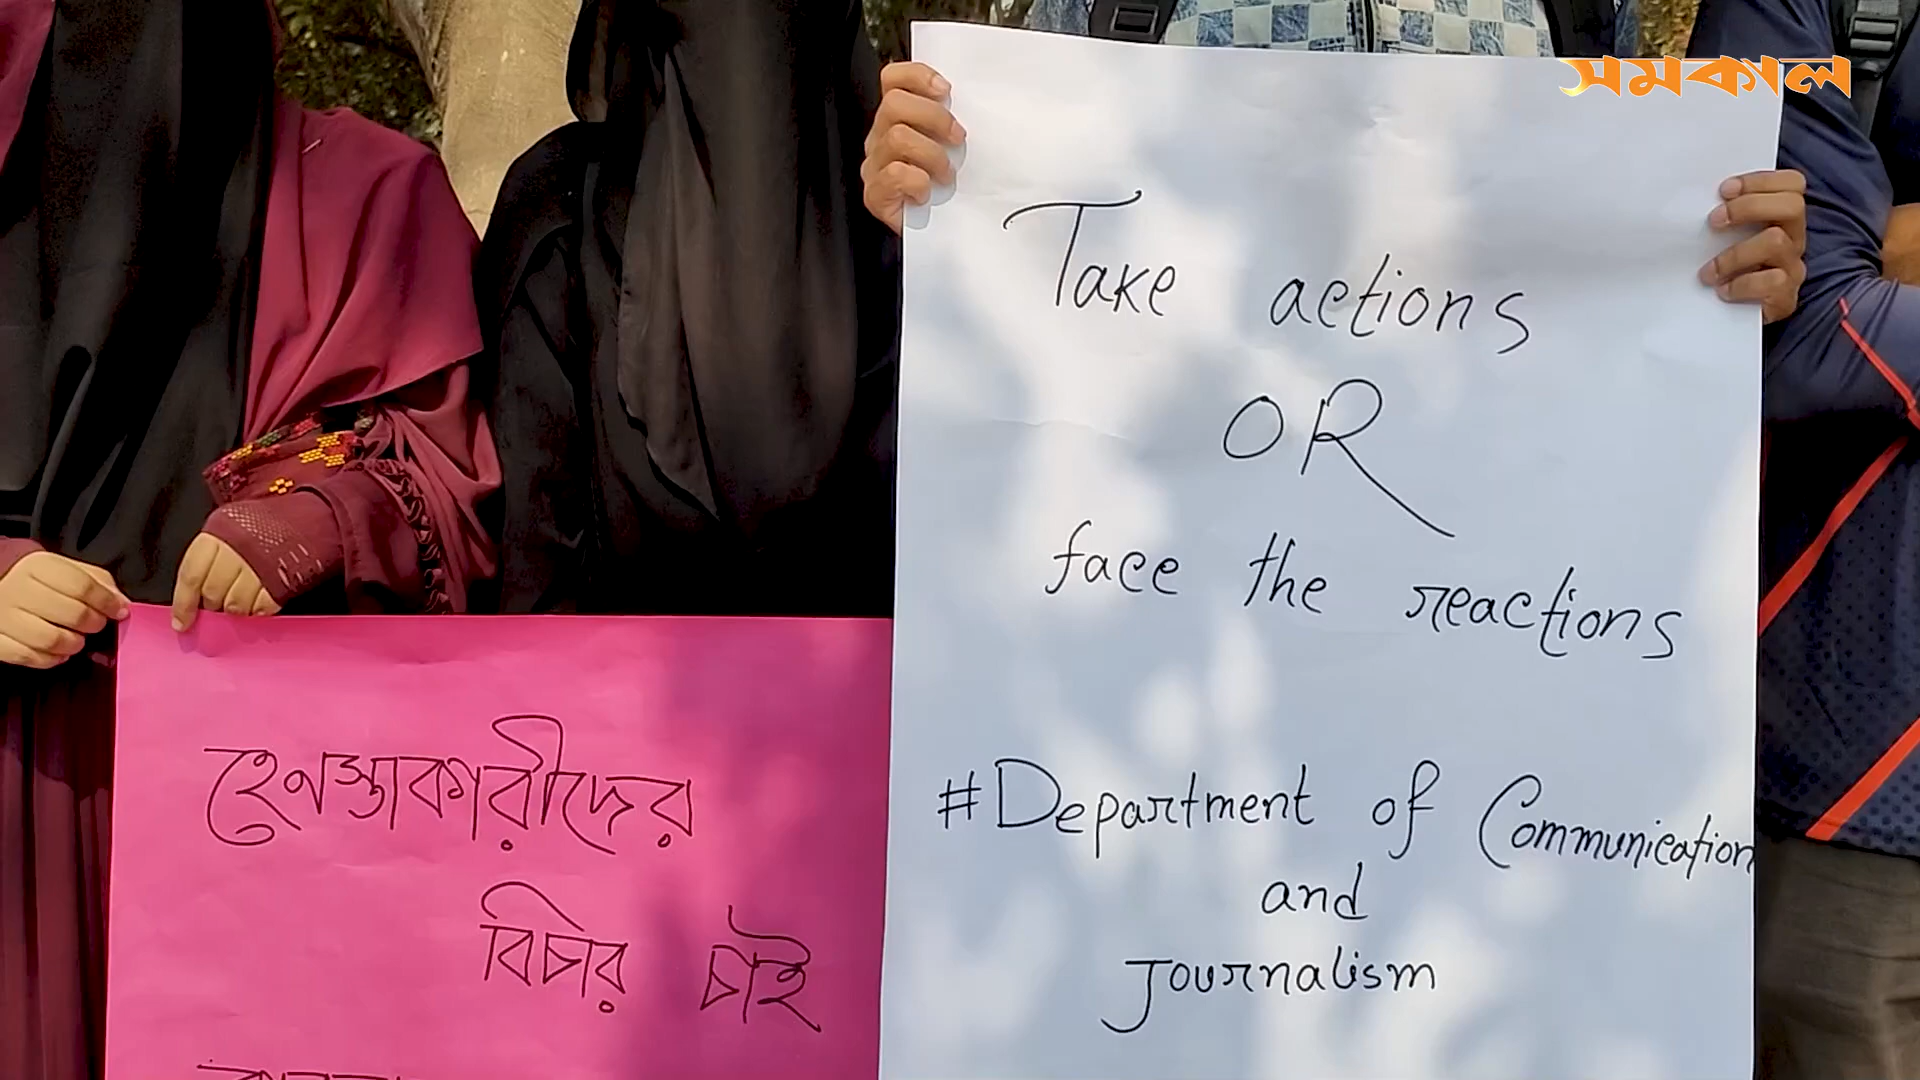 সমকাল
Take actions
OR
face the reactions
#Department of Communication
and
Journalism
হেনস্তাকারীদের
বিচার চাই